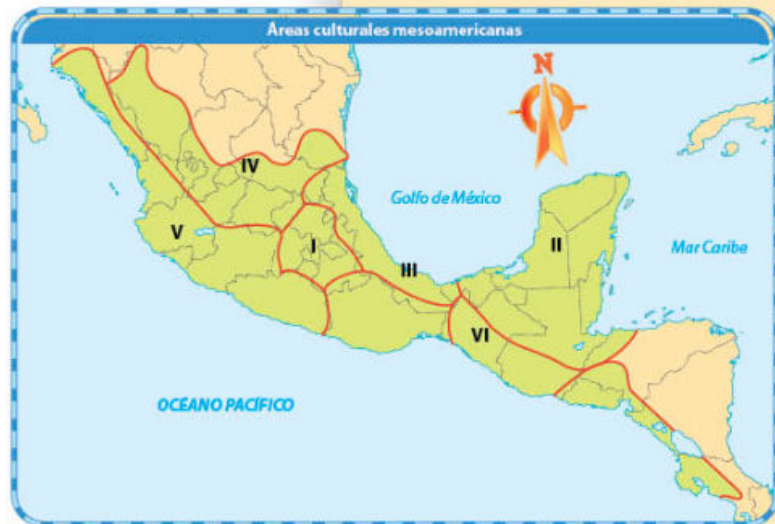 Áreas culturales mesoamericanas
N
IV
Golfo de México
V
I
II
Mar Caribe
III
VI
OCÉANO PACÍFICO